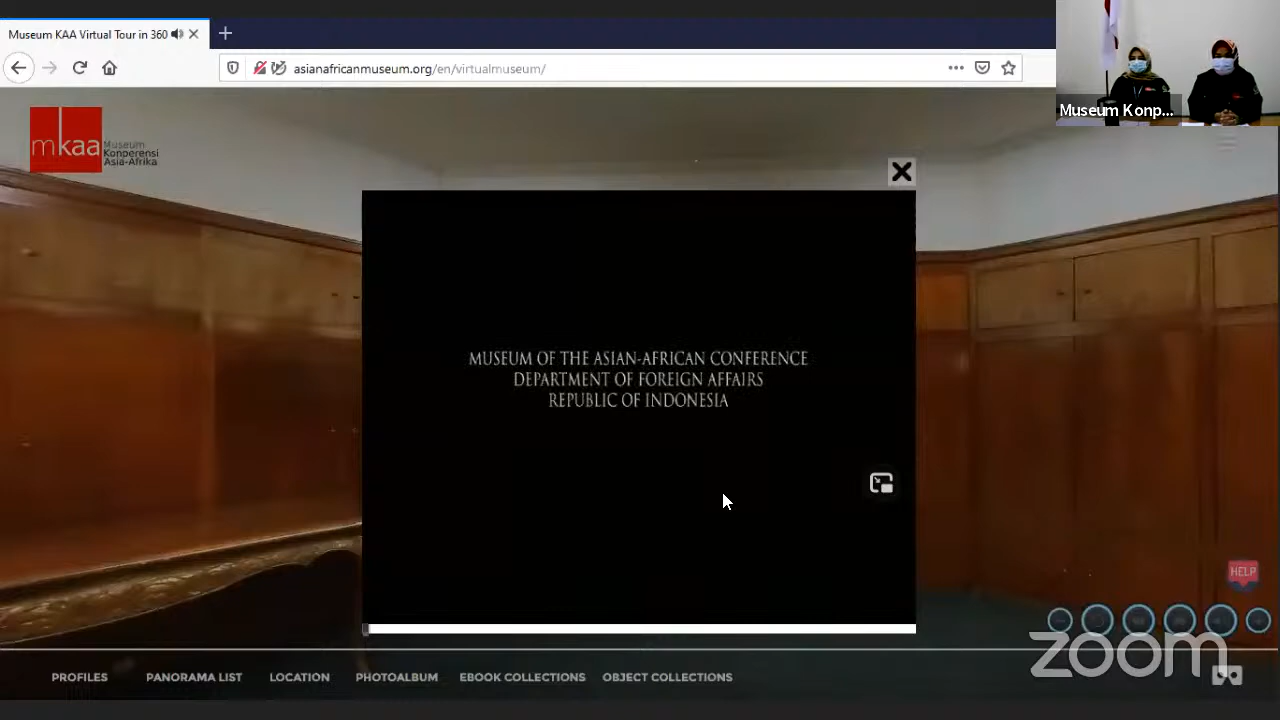 Museum KAA Virtual Tour in 360
asianafricanmuseum.org/en/virtualmuseum/
Museum Konp...
mkaa
Museum
Konperensi
Asia-Afrika
MUSEUM OF THE ASIAN-AFRICAN CONFERENCE
DEPARTMENT OF FOREIGN AFFAIRS
REPUBLIC OF INDONESIA
HELP
zoom
PROFILES
PANORAMA LIST
LOCATION
PHOTOALBUM
EBOOK COLLECTIONS
OBJECT COLLECTIONS